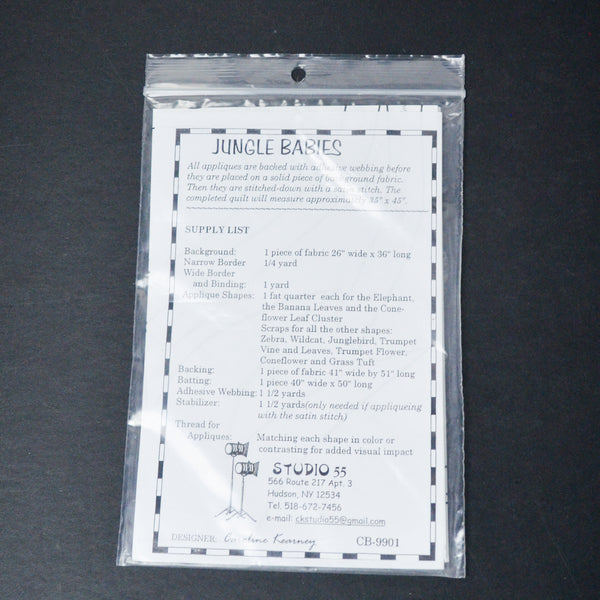 JUNGLE BABIES
All appliques are backed with adhesive webbing before
they are placed on a solid piece of background fabric.
Then they are stitched-down with a satin stitch. The
completed quilt will measure approximately 35" x 45".
SUPPLY LIST
Background: 1 piece of fabric 26" wide x 36" long
Narrow Border 1/4 yard
Wide Border
and Binding: 1 yard
Applique Shapes: 1 fat quarter each for the Elephant,
the Banana Leaves and the Cone-
flower Leaf Cluster
Scraps for all the other shapes:
Zebra, Wildcat, Junglebird, Trumpet
Vine and Leaves, Trumpet Flower,
Coneflower and Grass Tuft
Backing: 1 piece of fabric 41" wide by 51" long
Batting: 1 piece 40" wide x 50" long
Adhesive Webbing: 1 1/2 yards
Stabilizer: 1 1/2 yards(only needed if appliqueing
with the satin stitch)
Thread for
Appliques: Matching each shape in color or
contrasting for added visual impact
STUDIO 55
566 Route 217 Apt. 3
Hudson, NY 12534
Tel. 518-672-7456
e-mail: ckstudio55@gmail.com
DESIGNER: Caroline Kearney CB-9901